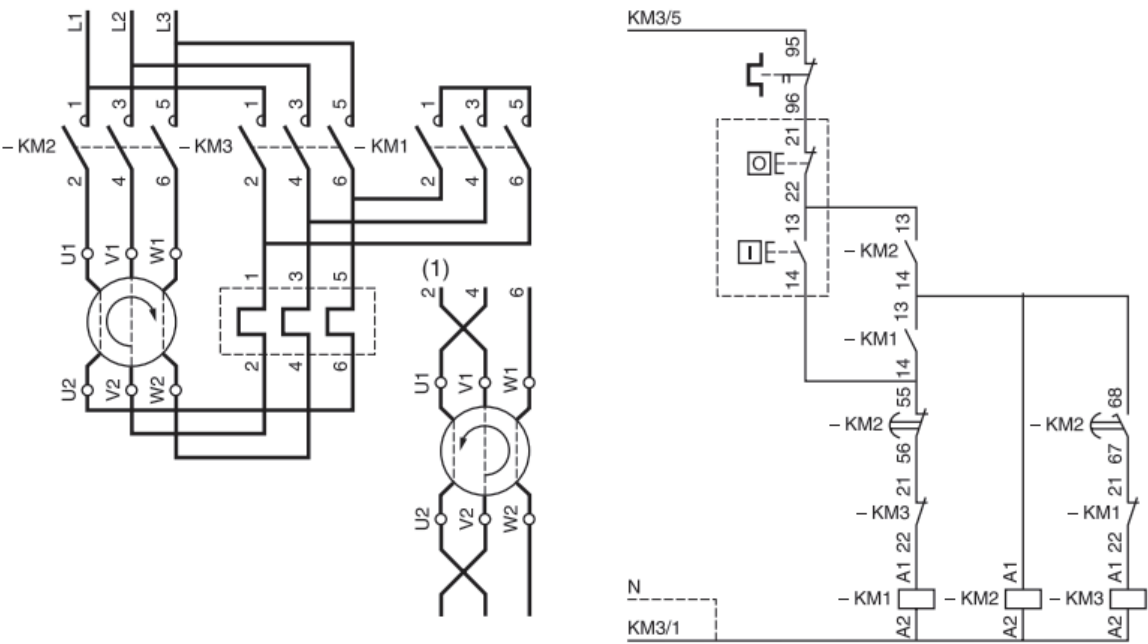 L1 L2 L3
1 3 5 1 3 5 1 3 5
– KM2 – KM3 – KM1
2 4 6 2 4 6 2 4 6
U1 V1 W1
1 3 5
(1)
2 4 6
2 4 6
U2 V2 W2
U1 V1 W1
U2 V2 W2
KM3/5
95
96
21
O
22
13 13
I – KM2
14 14
13
– KM1
14
55 68
– KM2 – KM2
56 67
21 21
– KM3 – KM1
22 22
A1 A1 A1
N
– KM1 – KM2 – KM3
A2 A2 A2
KM3/1